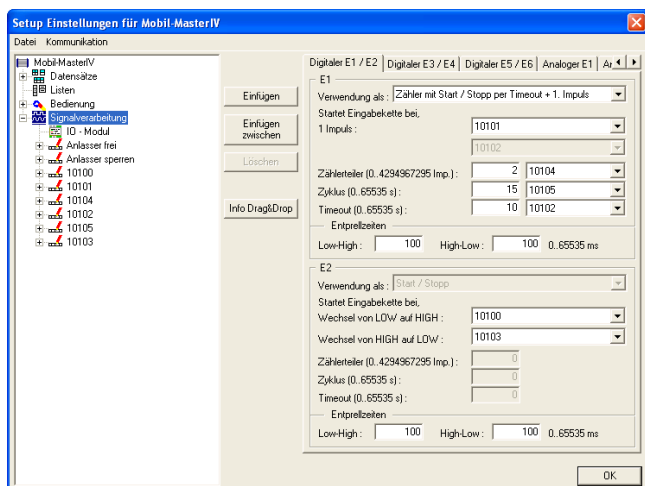 Setup Einstellungen für Mobil-MasterIV
Datei Kommunikation
Mobil-MasterIV
Datensätze
Listen
Bedienung
Signalverarbeitung
IO - Modul
Anlasser frei
Anlasser sperren
10100
10101
10104
10102
10105
10103
Einfügen
Einfügen
zwischen
Löschen
Info Drag&Drop
Digitaler E1 / E2 Digitaler E3 / E4 Digitaler E5 / E6 Analoger E1
E1
Verwendung als : Zähler mit Start / Stopp per Timeout + 1. Impuls
Startet Eingabekette bei,
1 Impuls : 10101
10102
Zählerteiler (0..4294967295 Imp.) : 2 10104
Zyklus (0..65535 s) : 15 10105
Timeout (0..65535 s) : 10 10102
Entprellzeiten
Low-High : 100 High-Low : 100 0..65535 ms
E2
Verwendung als : Start / Stopp
Startet Eingabekette bei,
Wechsel von LOW auf HIGH : 10100
Wechsel von HIGH auf LOW : 10103
Zählerteiler (0..4294967295 Imp.) : 0
Zyklus (0..65535 s) : 0
Timeout (0..65535 s) : 0
Entprellzeiten
Low-High : 100 High-Low : 100 0..65535 ms
OK